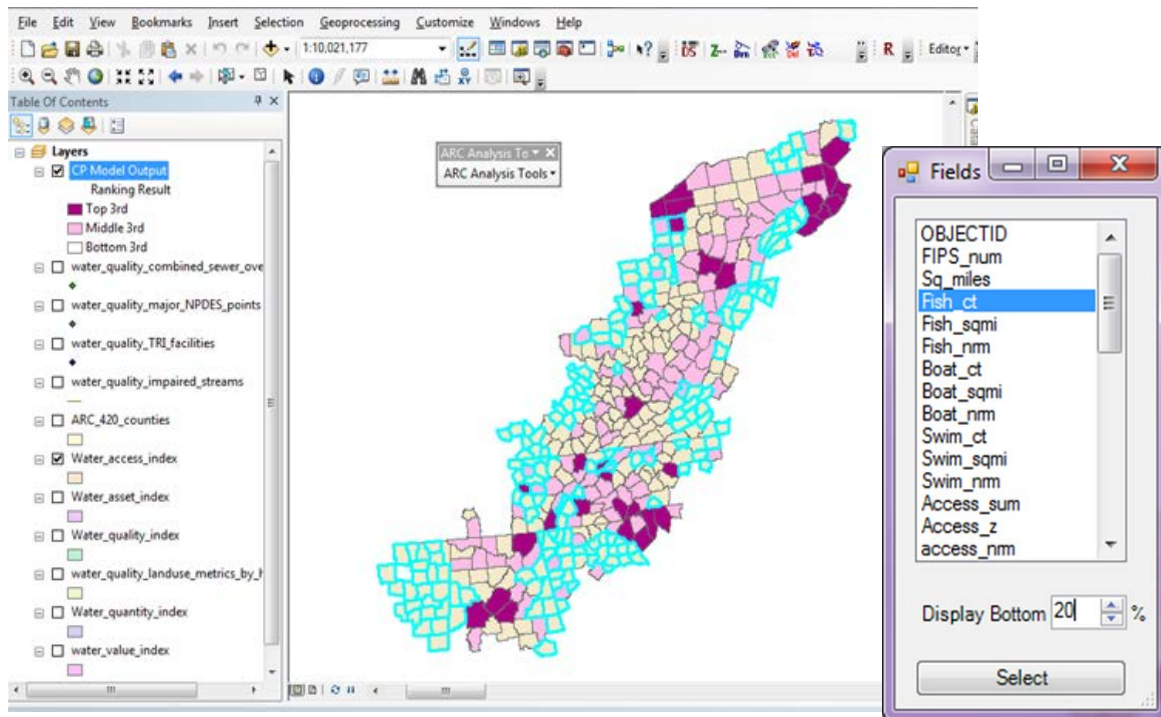 File Edit View Bookmarks Insert Selection Geoprocessing Customize Windows Help
1:10,021,177 R Editor
Table Of Contents
Layers
CP Model Output
Ranking Result
Top 3rd
Middle 3rd
Bottom 3rd
water_quality_combined_sewer_ove
water_quality_major_NPDES_points
water_quality_TRI_facilities
water_quality_impaired_streams
ARC_420_counties
Water_access_index
Water_asset_index
Water_quality_index
water_quality_landuse_metrics_by_h
Water_quantity_index
water_value_index
ARC Analysis To
ARC Analysis Tools
Fields
OBJECTID
FIPS_num
Sq_miles
Fish_ct
Fish_sqmi
Fish_nrm
Boat_ct
Boat_sqmi
Boat_nrm
Swim_ct
Swim_sqmi
Swim_nrm
Access_sum
Access_z
access_nrm
Display Bottom 20 %
Select